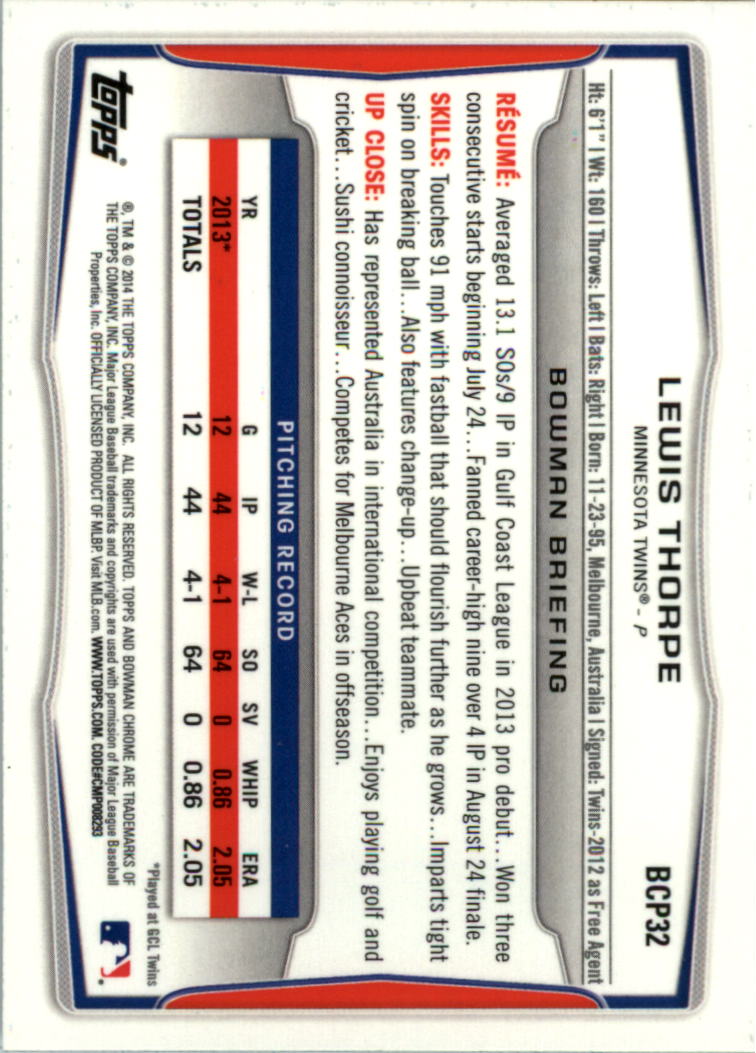 LEWIS THORPE
BCP32
MINNESOTA TWINS® - P
Ht: 6'1" | Wt: 160 | Throws: Left | Bats: Right | Born: 11-23-95, Melbourne, Australia | Signed: Twins-2012 as Free Agent
BOWMAN BRIEFING
RÉSUMÉ: Averaged 13.1 SOs/9 IP in Gulf Coast League in 2013 pro debut...Won three
consecutive starts beginning July 24...Fanned career-high nine over 4 IP in August 24 finale.
SKILLS: Touches 91 mph with fastball that should flourish further as he grows...Imparts tight
spin on breaking ball...Also features change-up...Upbeat teammate.
UP CLOSE: Has represented Australia in international competition...Enjoys playing golf and
cricket...Sushi connoisseur...Competes for Melbourne Aces in offseason.
PITCHING RECORD
YR G IP W-L SO SV WHIP ERA
2013* 12 44 4-1 64 0 0.86 2.05
TOTALS 12 44 4-1 64 0 0.86 2.05
*Played at GCL Twins
topps®
®, TM & © 2014 THE TOPPS COMPANY, INC. ALL RIGHTS RESERVED. TOPPS AND BOWMAN CHROME ARE TRADEMARKS OF
THE TOPPS COMPANY, INC. Major League Baseball trademarks and copyrights are used with permission of Major League Baseball
Properties, Inc. OFFICIALLY LICENSED PRODUCT OF MLBP. Visit MLB.com. WWW.TOPPS.COM. CODE#CMP008293